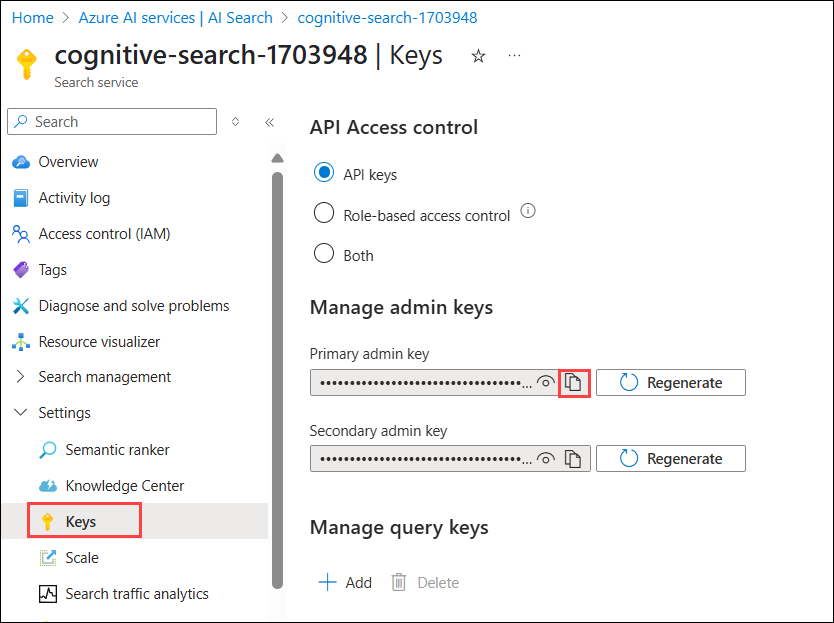 Home > Azure AI services | AI Search > cognitive-search-1703948
cognitive-search-1703948 | Keys
Search service
Search
Overview
Activity log
Access control (IAM)
Tags
Diagnose and solve problems
Resource visualizer
Search management
Settings
Semantic ranker
Knowledge Center
Keys
Scale
Search traffic analytics
API Access control
API keys
Role-based access control
Both
Manage admin keys
Primary admin key
Regenerate
Secondary admin key
Regenerate
Manage query keys
Add Delete